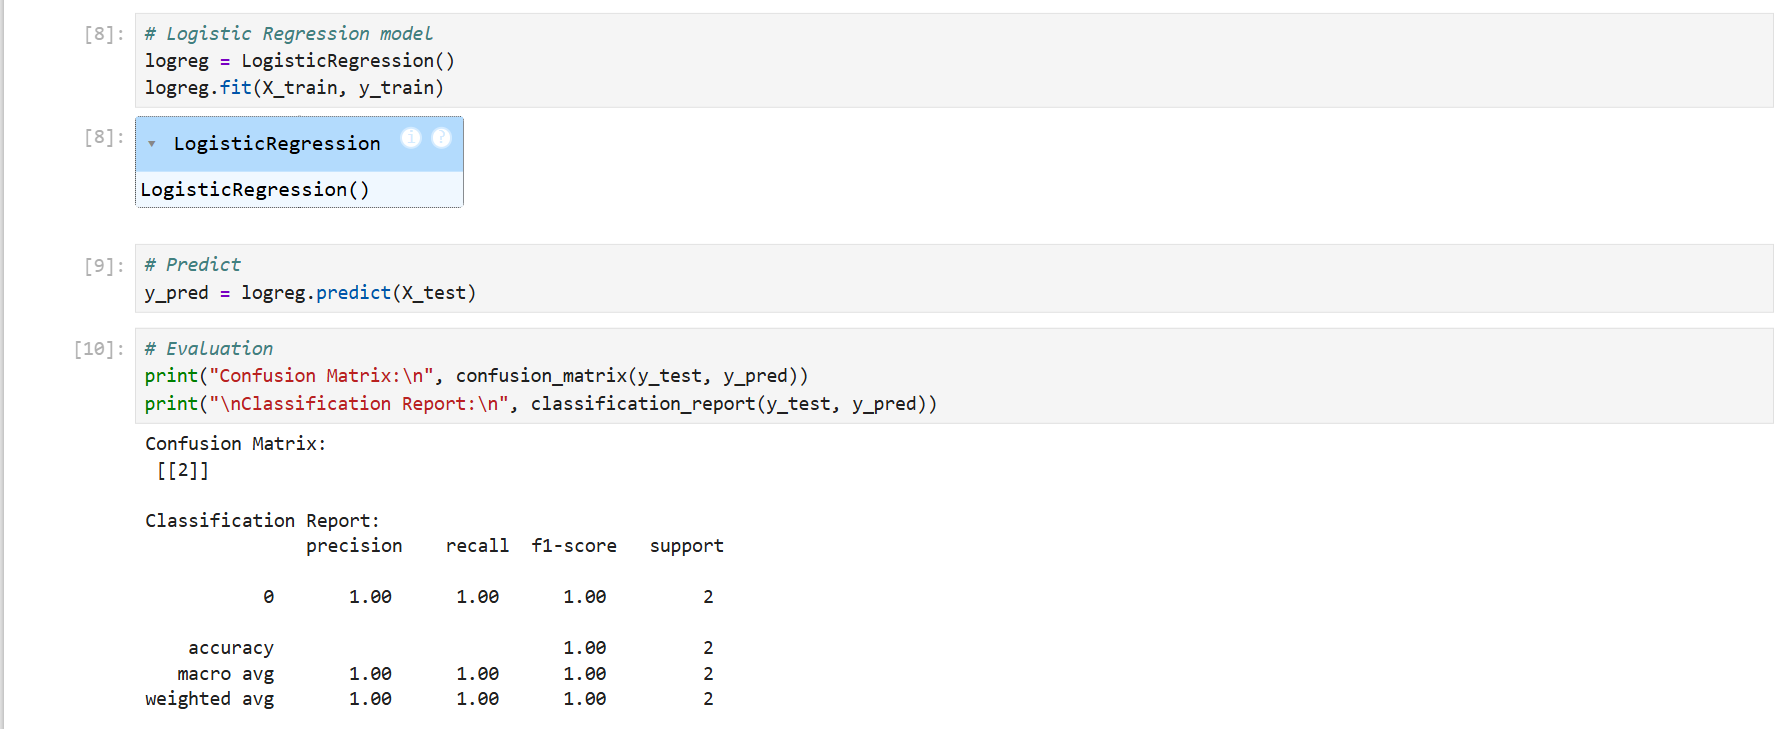 [8]: # Logistic Regression model
logreg = LogisticRegression()
logreg.fit(X_train, y_train)
[8]: ▾ LogisticRegression i ?
LogisticRegression()
[9]: # Predict
y_pred = logreg.predict(X_test)
[10]: # Evaluation
print("Confusion Matrix:\n", confusion_matrix(y_test, y_pred))
print("\nClassification Report:\n", classification_report(y_test, y_pred))
Confusion Matrix:
[[2]]
Classification Report:
precision recall f1-score support
0 1.00 1.00 1.00 2
accuracy 1.00 2
macro avg 1.00 1.00 1.00 2
weighted avg 1.00 1.00 1.00 2